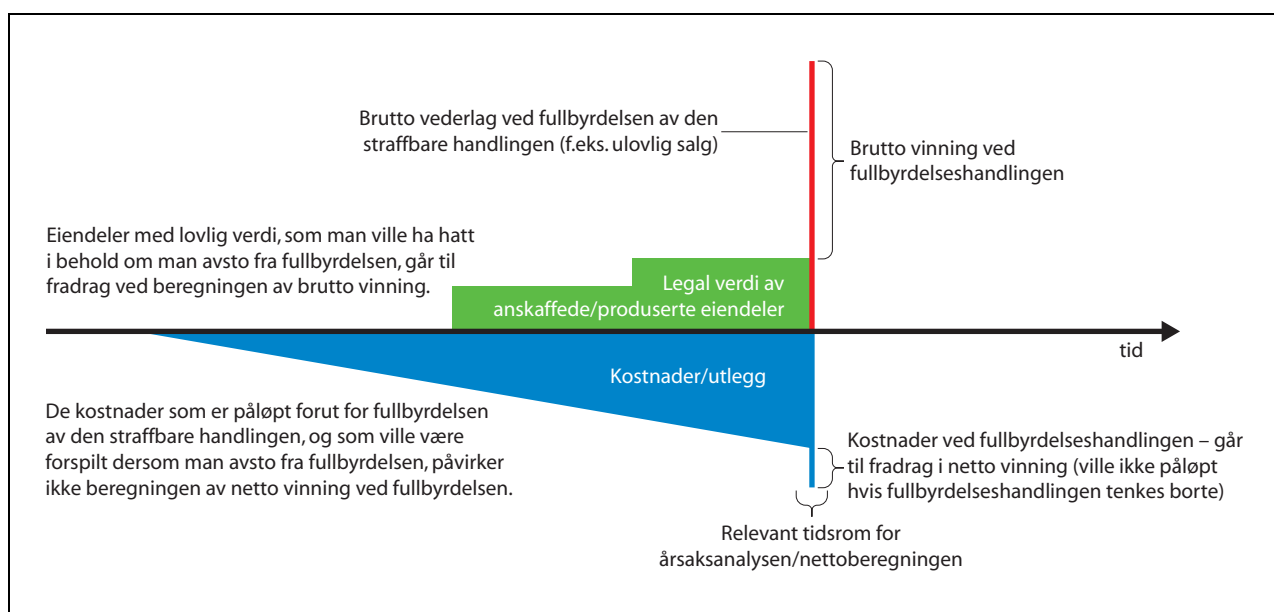 Brutto vederlag ved fullbyrdelsen av den
straffbare handlingen (f.eks. ulovlig salg)
Brutto vinning ved
fullbyrdelseshandlingen
Eiendeler med lovlig verdi, som man ville ha hatt
i behold om man avsto fra fullbyrdelsen, går til
fradrag ved beregningen av brutto vinning.
Legal verdi av
anskaffede/produserte eiendeler
tid
Kostnader/utlegg
De kostnader som er påløpt forut for fullbyrdelsen
av den straffbare handlingen, og som ville være
forspilt dersom man avsto fra fullbyrdelsen, påvirker
ikke beregningen av netto vinning ved fullbyrdelsen.
Kostnader ved fullbyrdelseshandlingen – går
til fradrag i netto vinning (ville ikke påløpt
hvis fullbyrdelseshandlingen tenkes borte)
Relevant tidsrom for
årsaksanalysen/nettoberegningen